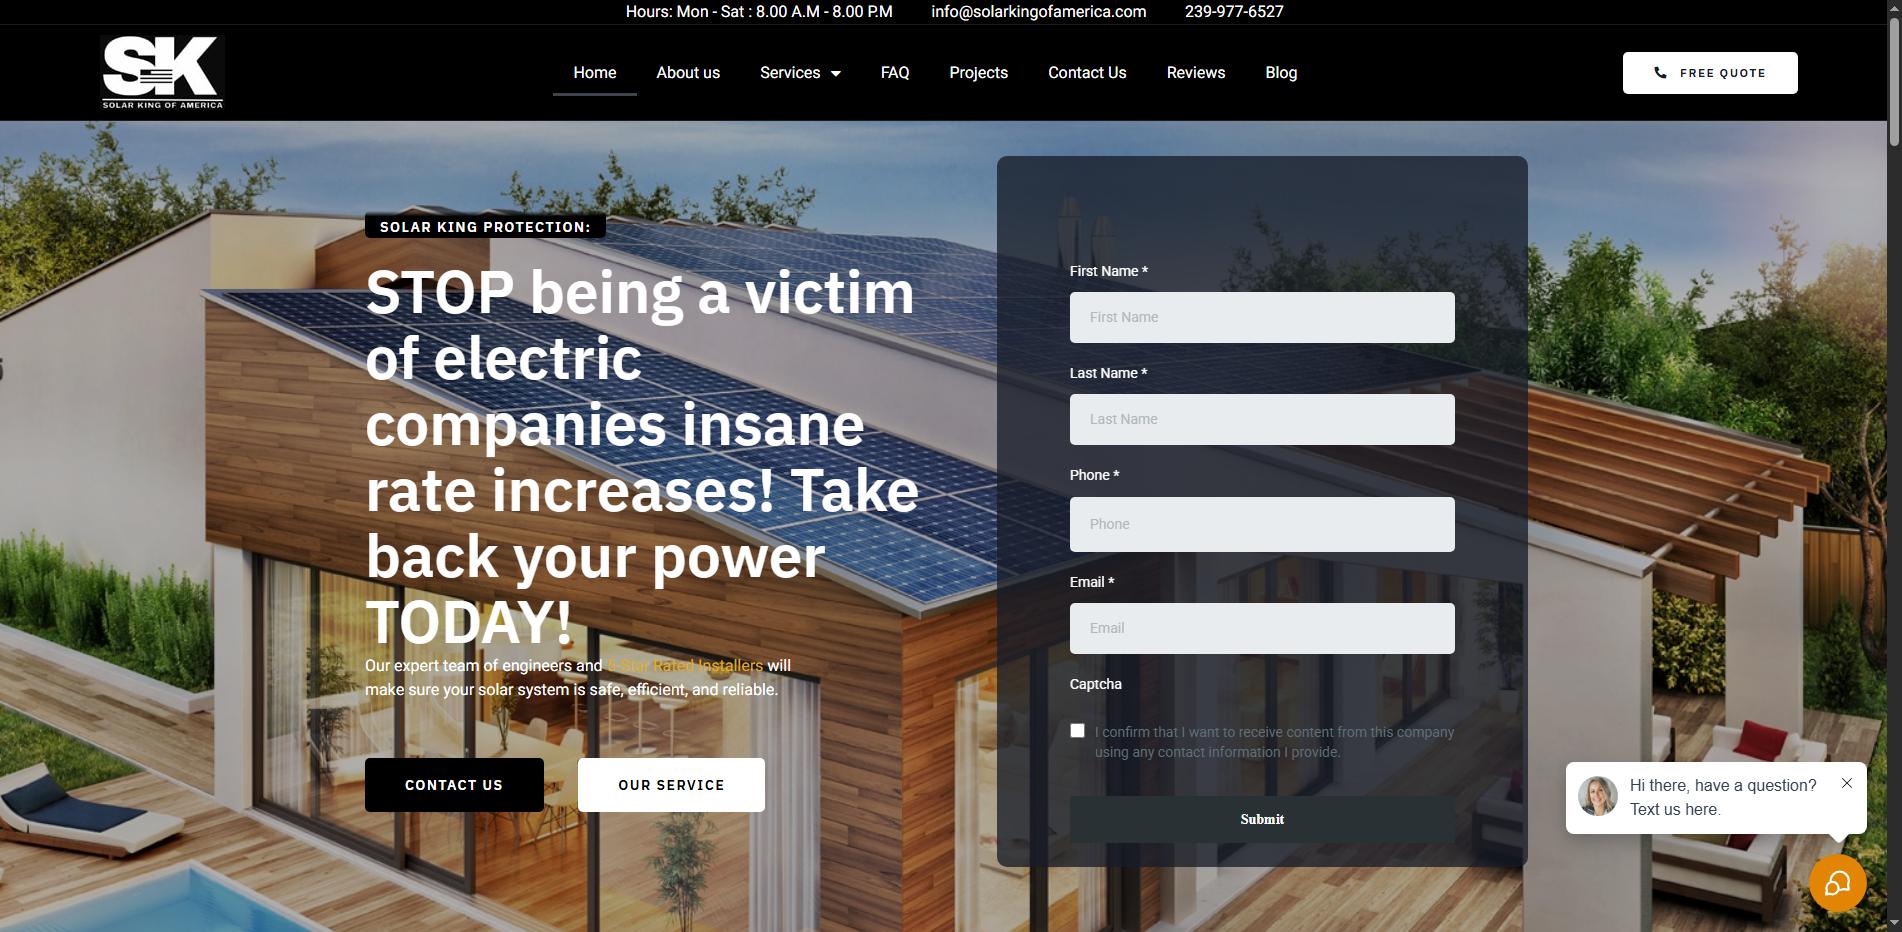 Hours: Mon - Sat : 8.00 A.M - 8.00 P.M
info@solarkingofamerica.com
239-977-6527
SK
SOLAR KING OF AMERICA
Home
About us
Services
FAQ
Projects
Contact Us
Reviews
Blog
FREE QUOTE
SOLAR KING PROTECTION:
STOP being a victim
of electric
companies insane
rate increases! Take
back your power
TODAY!
Our expert team of engineers and 5-Star Rated Installers will
make sure your solar system is safe, efficient, and reliable.
CONTACT US
OUR SERVICE
First Name *
First Name
Last Name *
Last Name
Phone *
Phone
Email *
Email
Captcha
I confirm that I want to receive content from this company
using any contact information I provide.
Submit
Hi there, have a question?
Text us here.